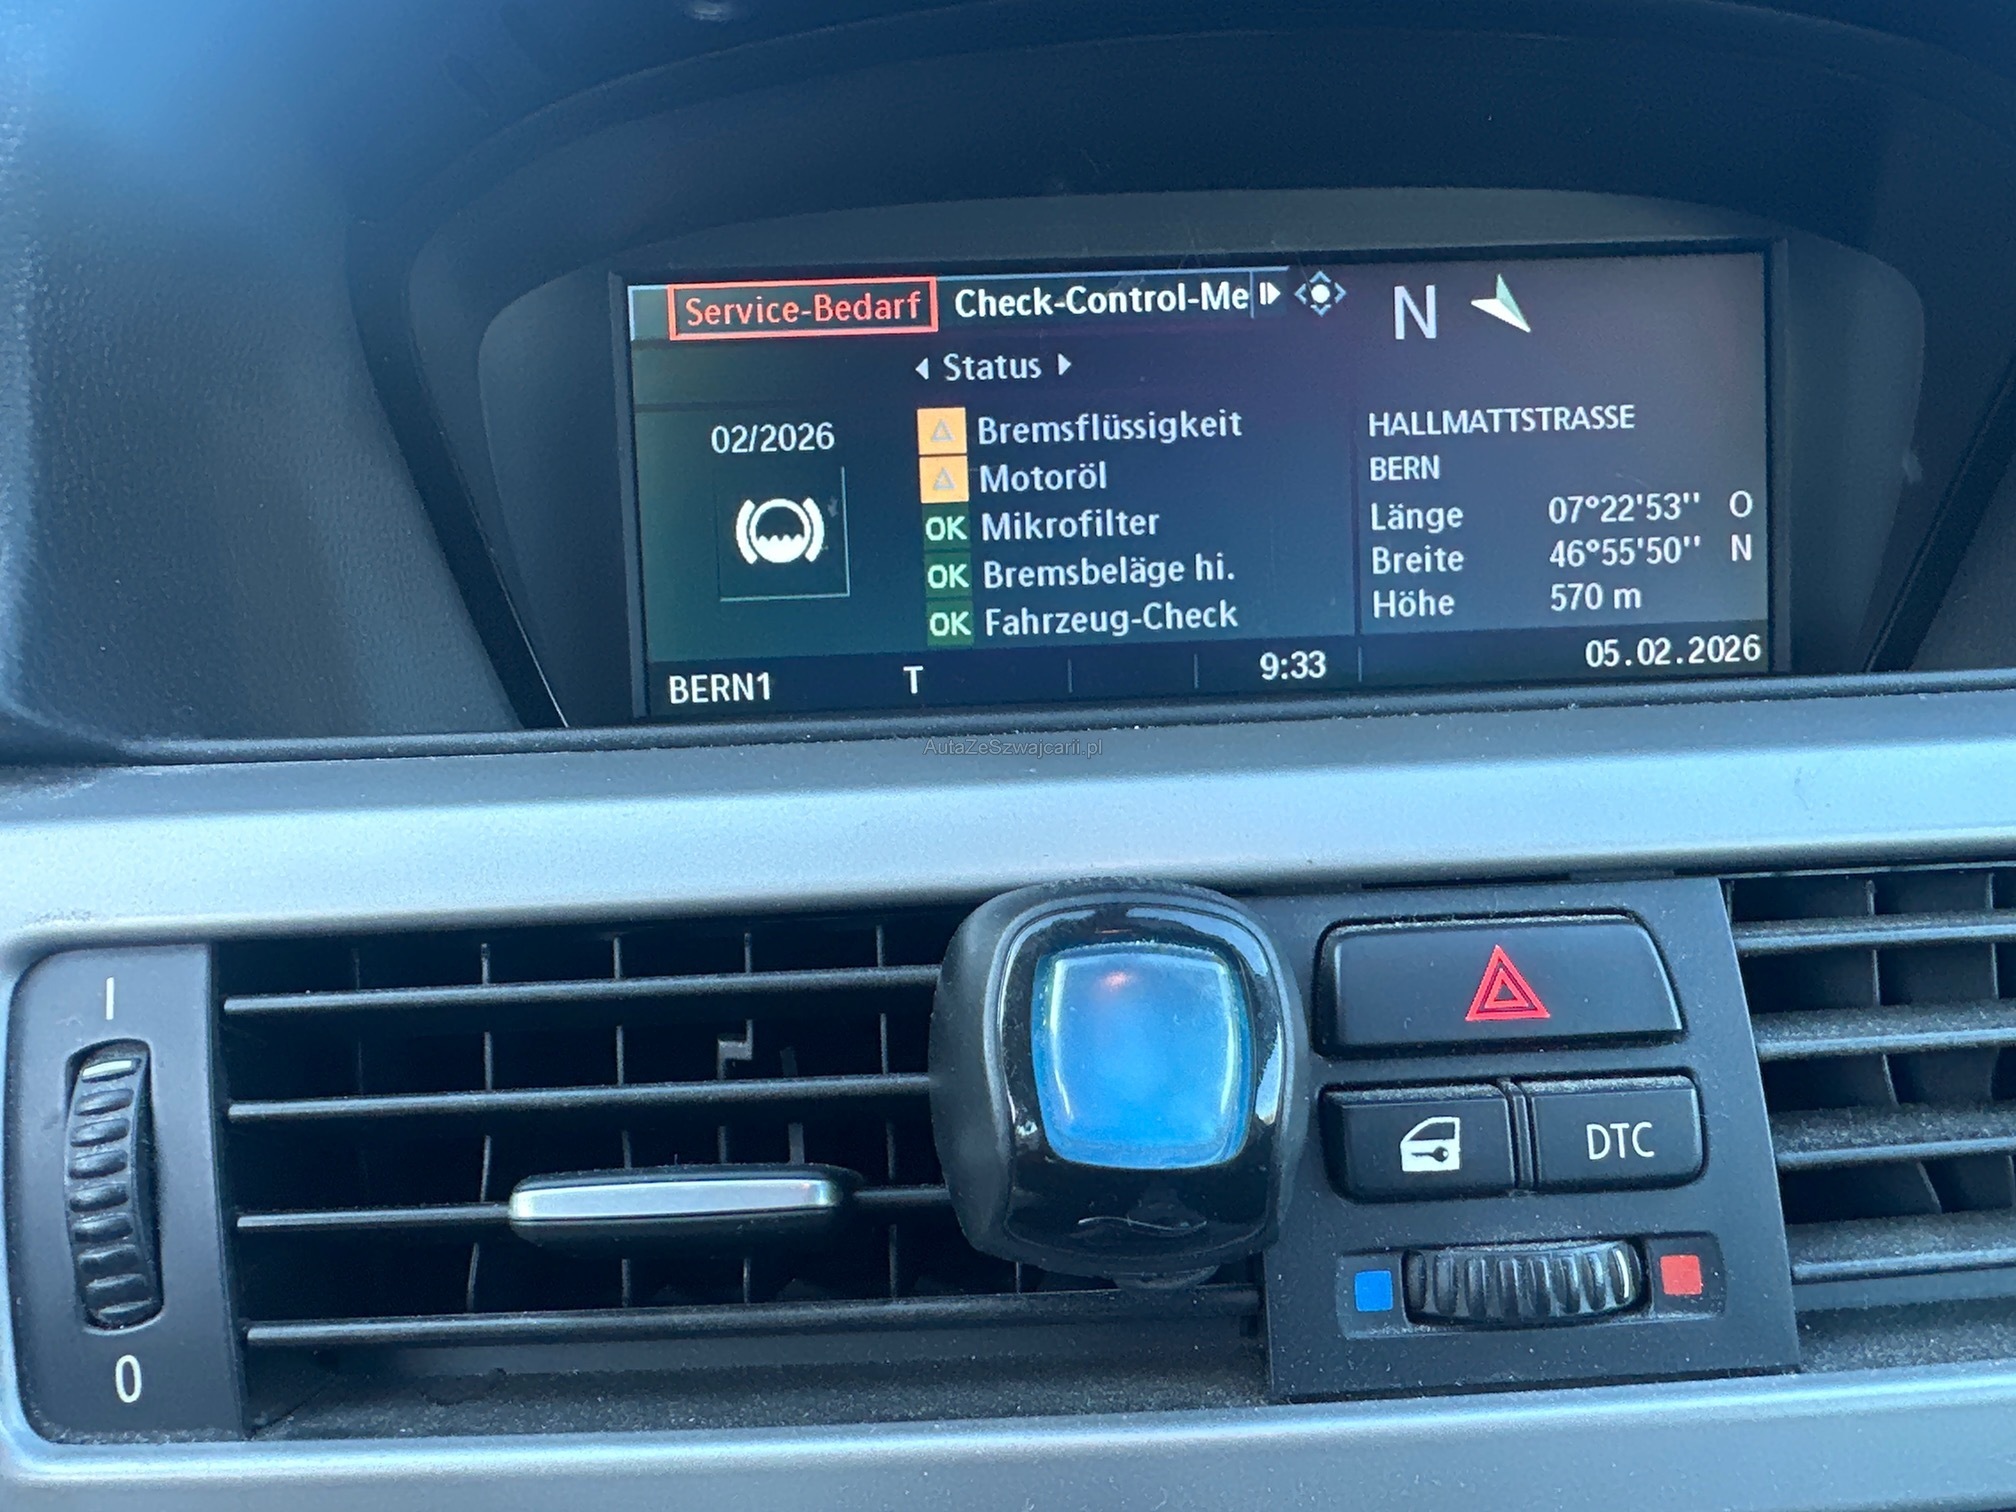 Service-Bedarf Check-Control-Me
N
Status
02/2026
Bremsflüssigkeit
Motoröl
OK Mikrofilter
OK Bremsbeläge hi.
OK Fahrzeug-Check
HALLMATTSTRASSE
BERN
Länge 07°22'53'' O
Breite 46°55'50'' N
Höhe 570 m
BERN1 T 9:33 05.02.2026
AutaZeSzwajcarii.pl
I
0
DTC